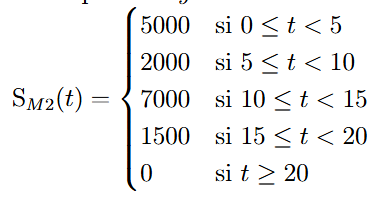 5000 si 0 ≤ t < 5
2000 si 5 ≤ t < 10
S_{M2}(t) = { 7000 si 10 ≤ t < 15
1500 si 15 ≤ t < 20
0 si t ≥ 20